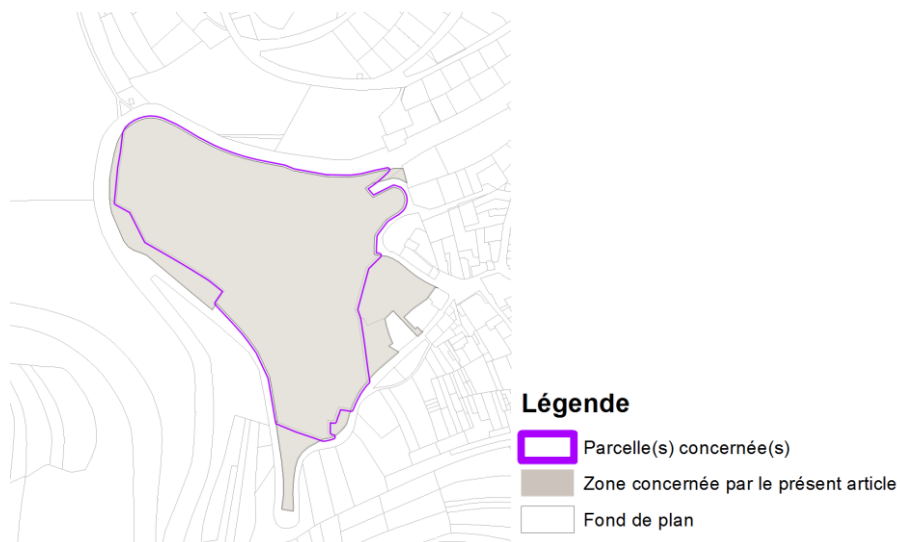 Légende
Parcelle(s) concernée(s)
Zone concernée par le présent article
Fond de plan